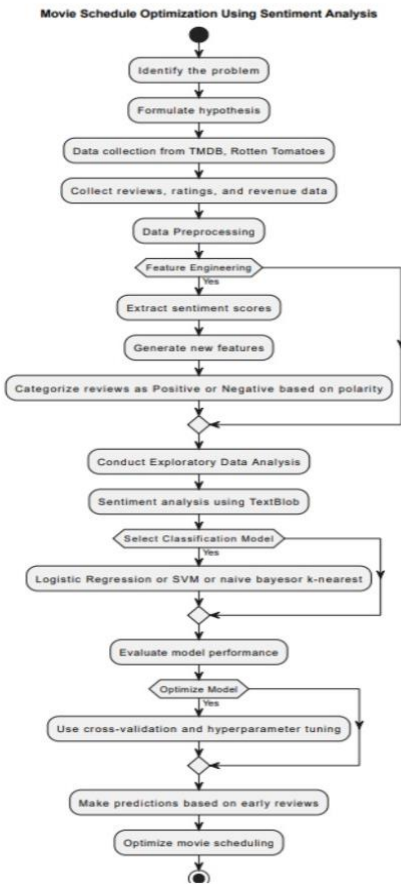 Movie Schedule Optimization Using Sentiment Analysis
Identify the problem
Formulate hypothesis
Data collection from TMDB, Rotten Tomatoes
Collect reviews, ratings, and revenue data
Data Preprocessing
Feature Engineering
Yes
Extract sentiment scores
Generate new features
Categorize reviews as Positive or Negative based on polarity
Conduct Exploratory Data Analysis
Sentiment analysis using TextBlob
Select Classification Model
Yes
Logistic Regression or SVM or naive bayesor k-nearest
Evaluate model performance
Optimize Model
Yes
Use cross-validation and hyperparameter tuning
Make predictions based on early reviews
Optimize movie scheduling